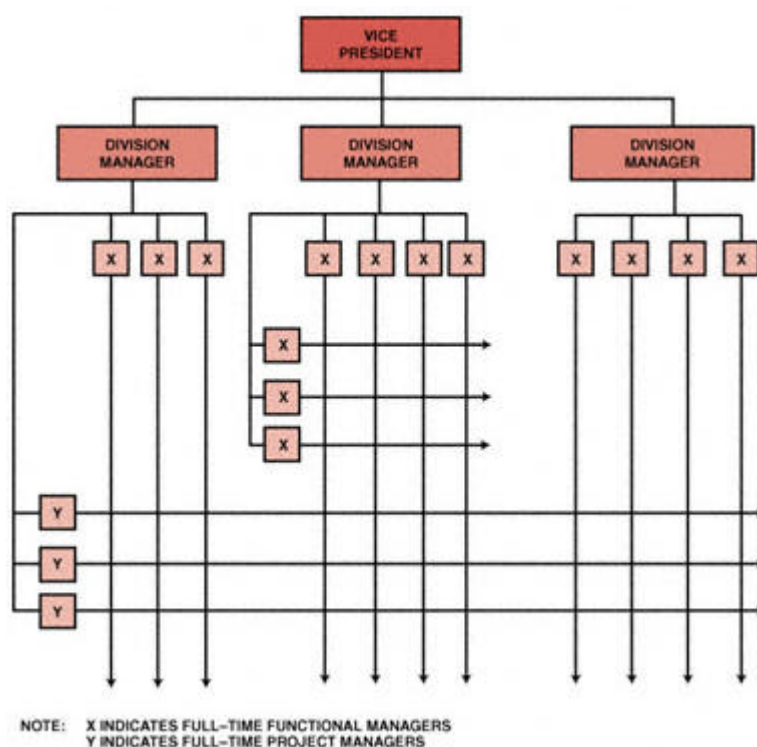 VICE
PRESIDENT
DIVISION
MANAGER
DIVISION
MANAGER
DIVISION
MANAGER
X X X X X X X X X X X
X
X
X
Y
Y
Y
NOTE: X INDICATES FULL-TIME FUNCTIONAL MANAGERS
Y INDICATES FULL-TIME PROJECT MANAGERS